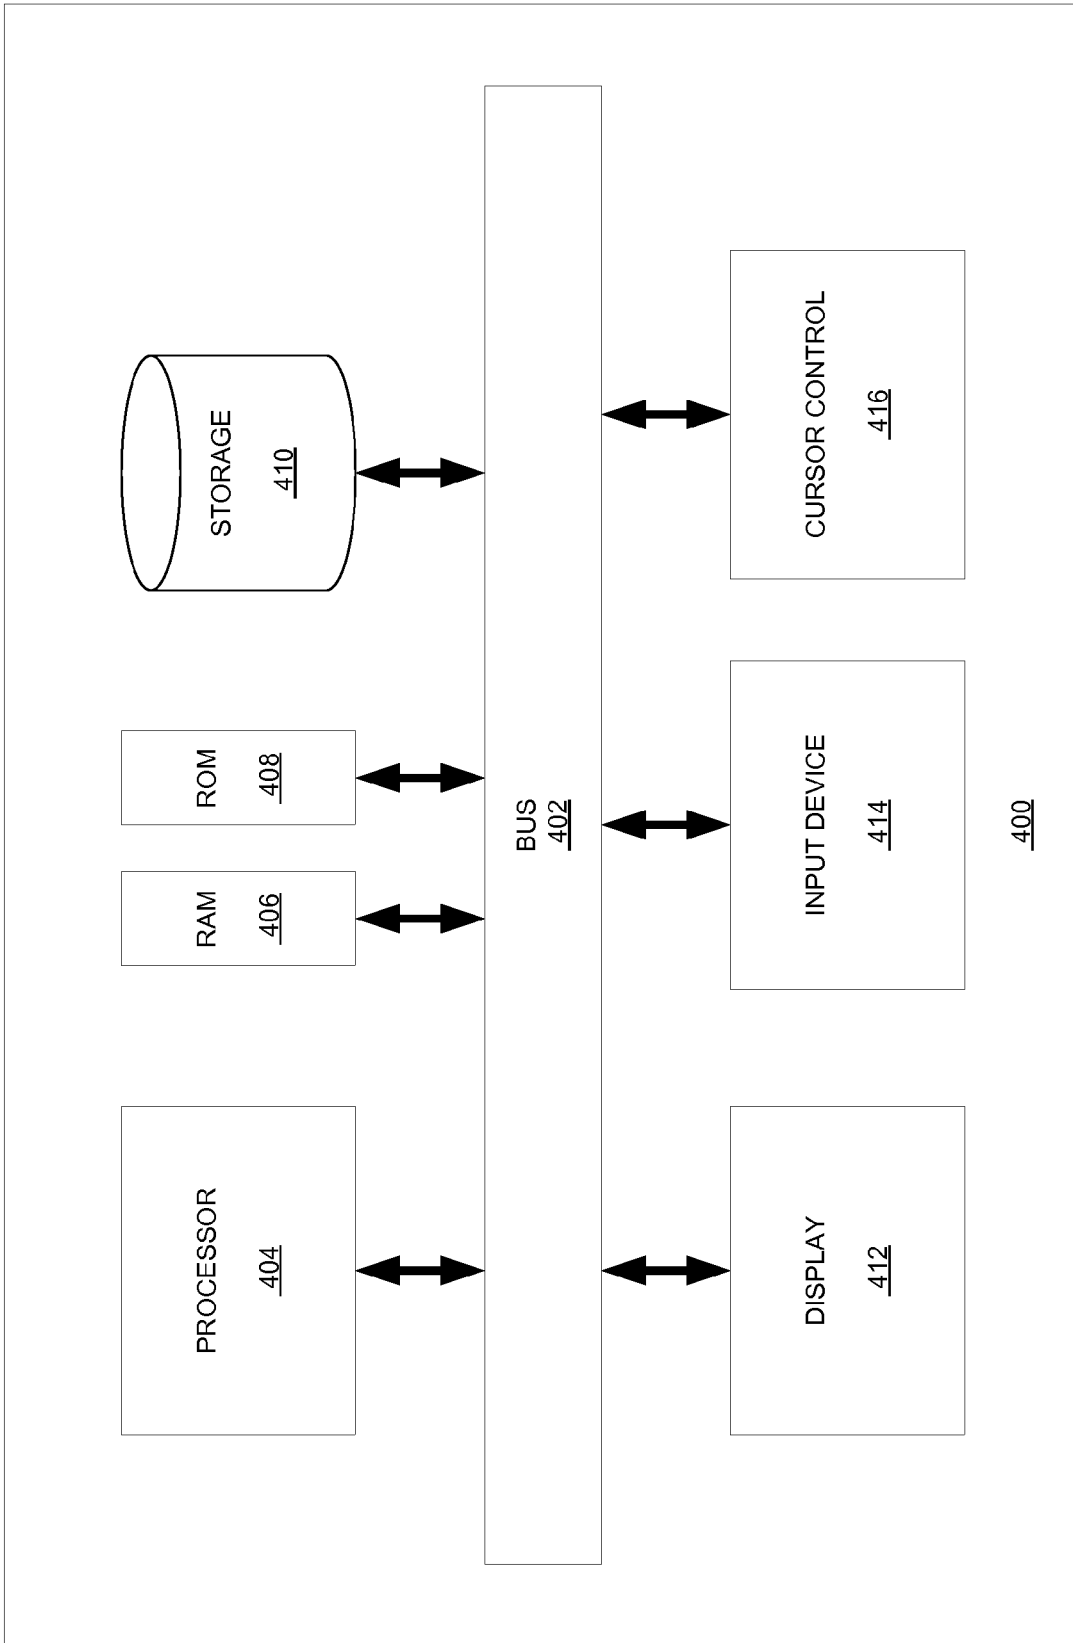 PROCESSOR
404
RAM
406
ROM
408
STORAGE
410
BUS
402
DISPLAY
412
INPUT DEVICE
414
CURSOR CONTROL
416
400